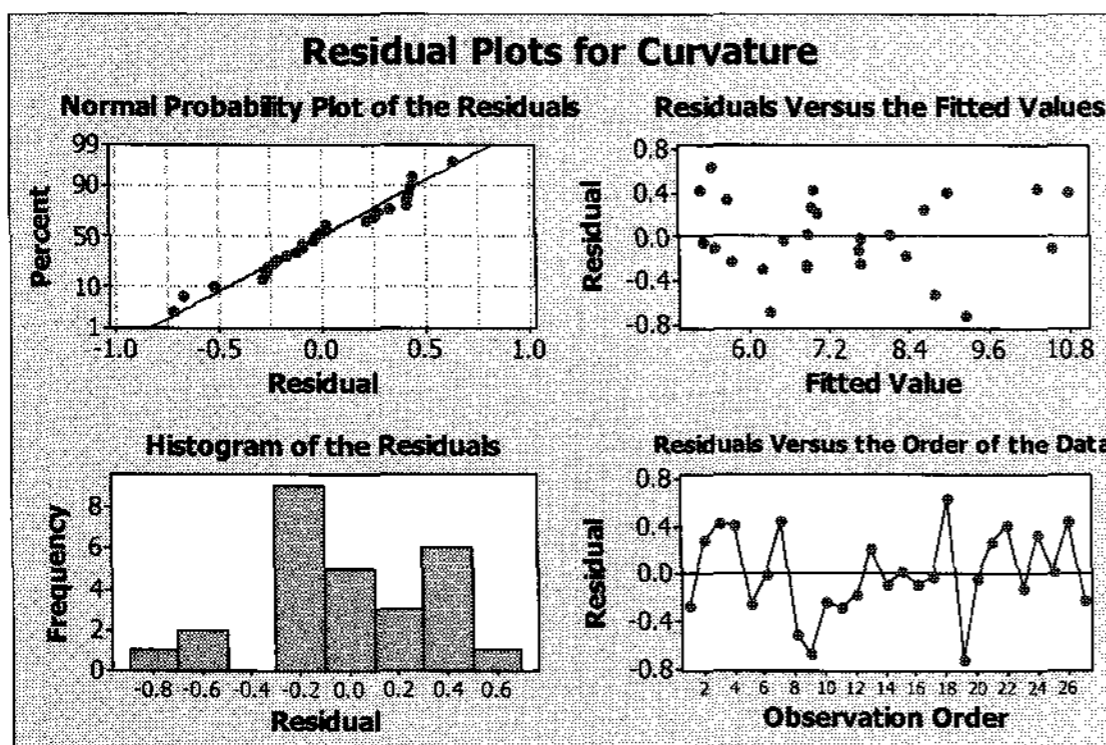 Residual Plots for Curvature
Normal Probability Plot of the Residuals
99
90
50
10
1
Percent
-1.0 -0.5 0.0 0.5 1.0
Residual
Residuals Versus the Fitted Values
0.8
0.4
0.0
-0.4
-0.8
Residual
6.0 7.2 8.4 9.6 10.8
Fitted Value
Histogram of the Residuals
8
6
4
2
0
Frequency
-0.8 -0.6 -0.4 -0.2 0.0 0.2 0.4 0.6
Residual
Residuals Versus the Order of the Data
0.8
0.4
0.0
-0.4
-0.8
Residual
2 4 6 8 10 12 14 16 18 20 22 24 26
Observation Order